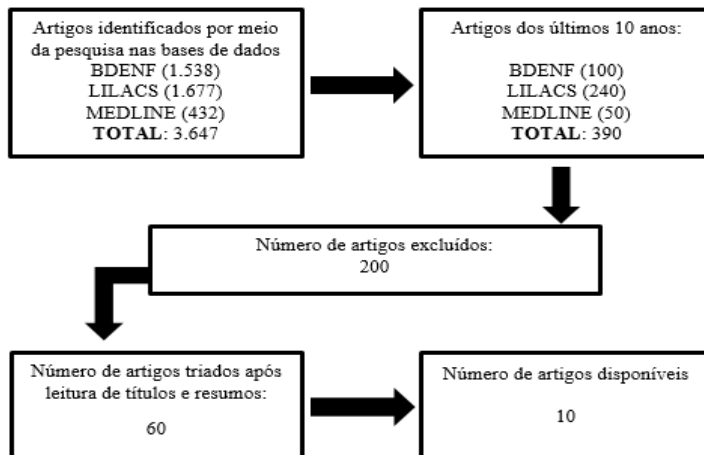 Artigos identificados por meio
da pesquisa nas bases de dados
BDENF (1.538)
LILACS (1.677)
MEDLINE (432)
TOTAL: 3.647
Artigos dos últimos 10 anos:
BDENF (100)
LILACS (240)
MEDLINE (50)
TOTAL: 390
Número de artigos excluídos:
200
Número de artigos triados após
leitura de títulos e resumos:
60
Número de artigos disponíveis
10